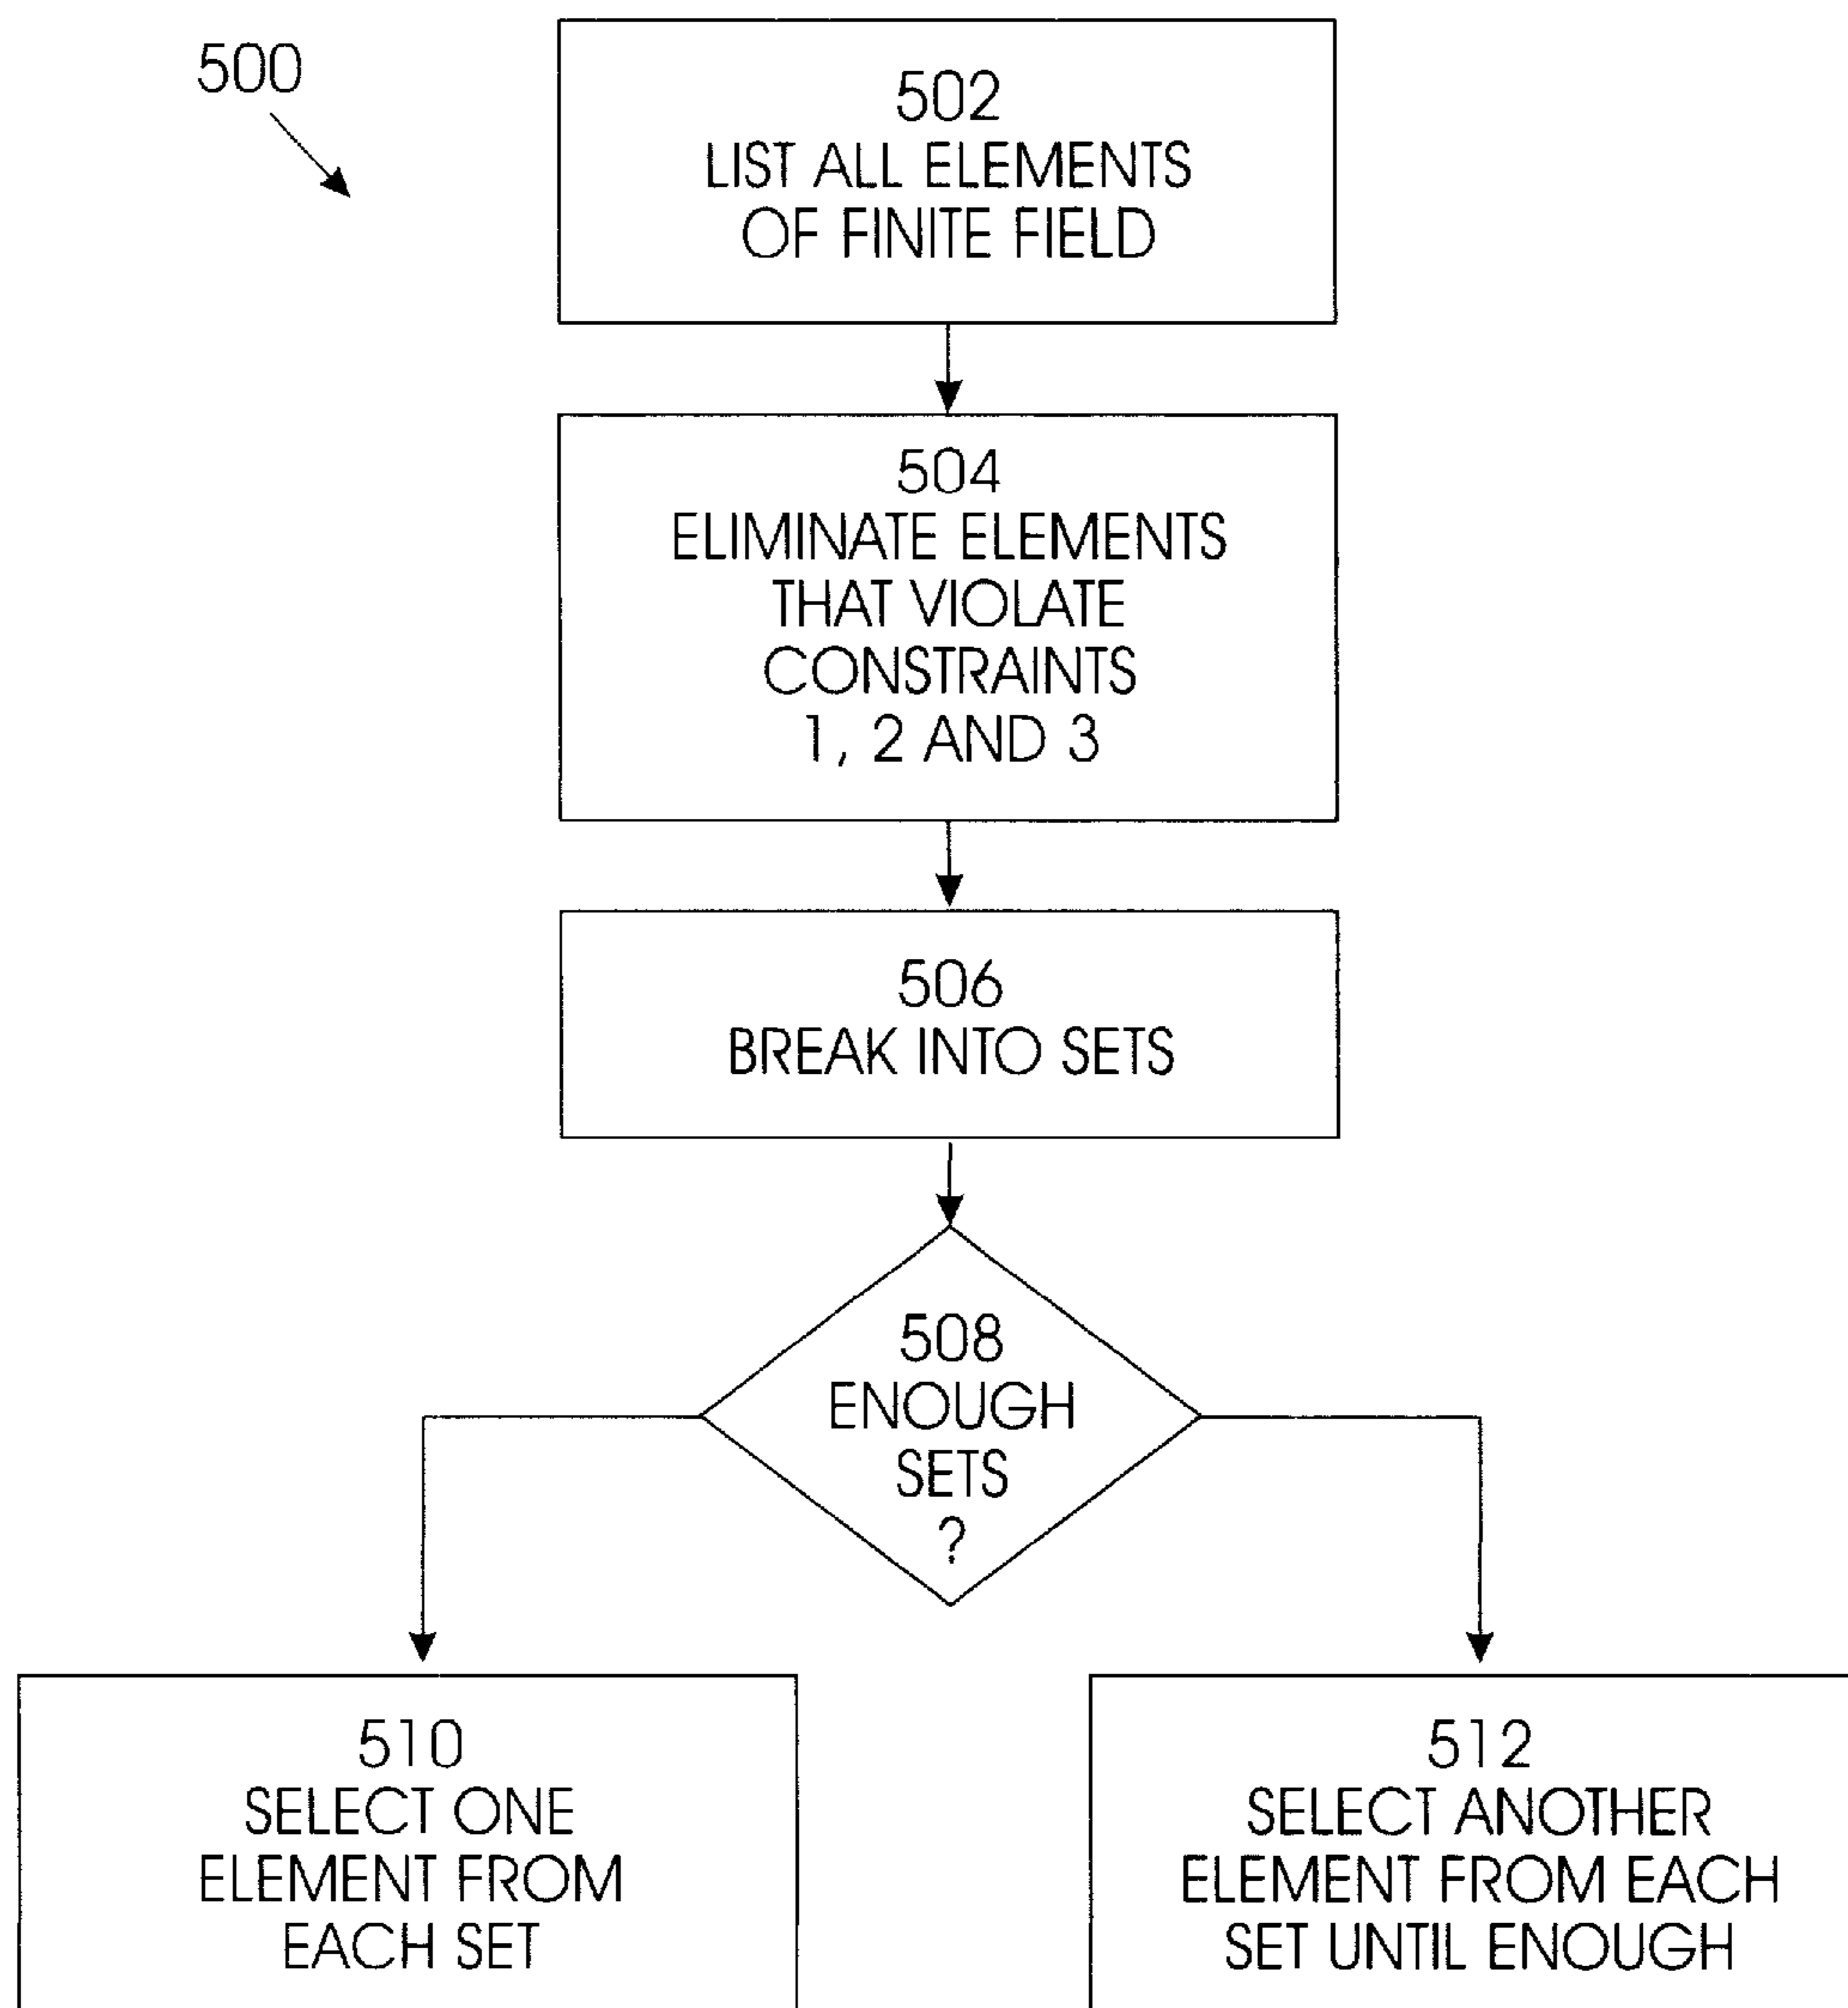 500
502
LIST ALL ELEMENTS
OF FINITE FIELD
504
ELIMINATE ELEMENTS
THAT VIOLATE
CONSTRAINTS
1, 2 AND 3
506
BREAK INTO SETS
508
ENOUGH
SETS
?
510
SELECT ONE
ELEMENT FROM
EACH SET
512
SELECT ANOTHER
ELEMENT FROM EACH
SET UNTIL ENOUGH